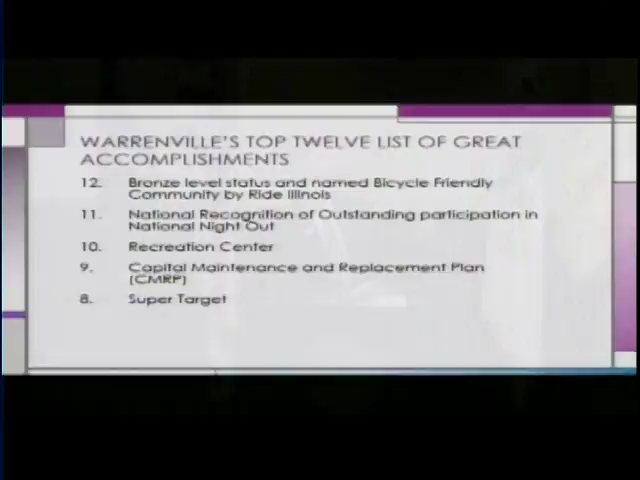 WARRENVILLE'S TOP TWELVE LIST OF GREAT
ACCOMPLISHMENTS
12. Bronze level status and named Bicycle Friendly
Community by Ride Illinois
11. National Recognition of Outstanding participation in
National Night Out
10. Recreation Center
9. Capital Maintenance and Replacement Plan
(CMRP)
8. Super Target